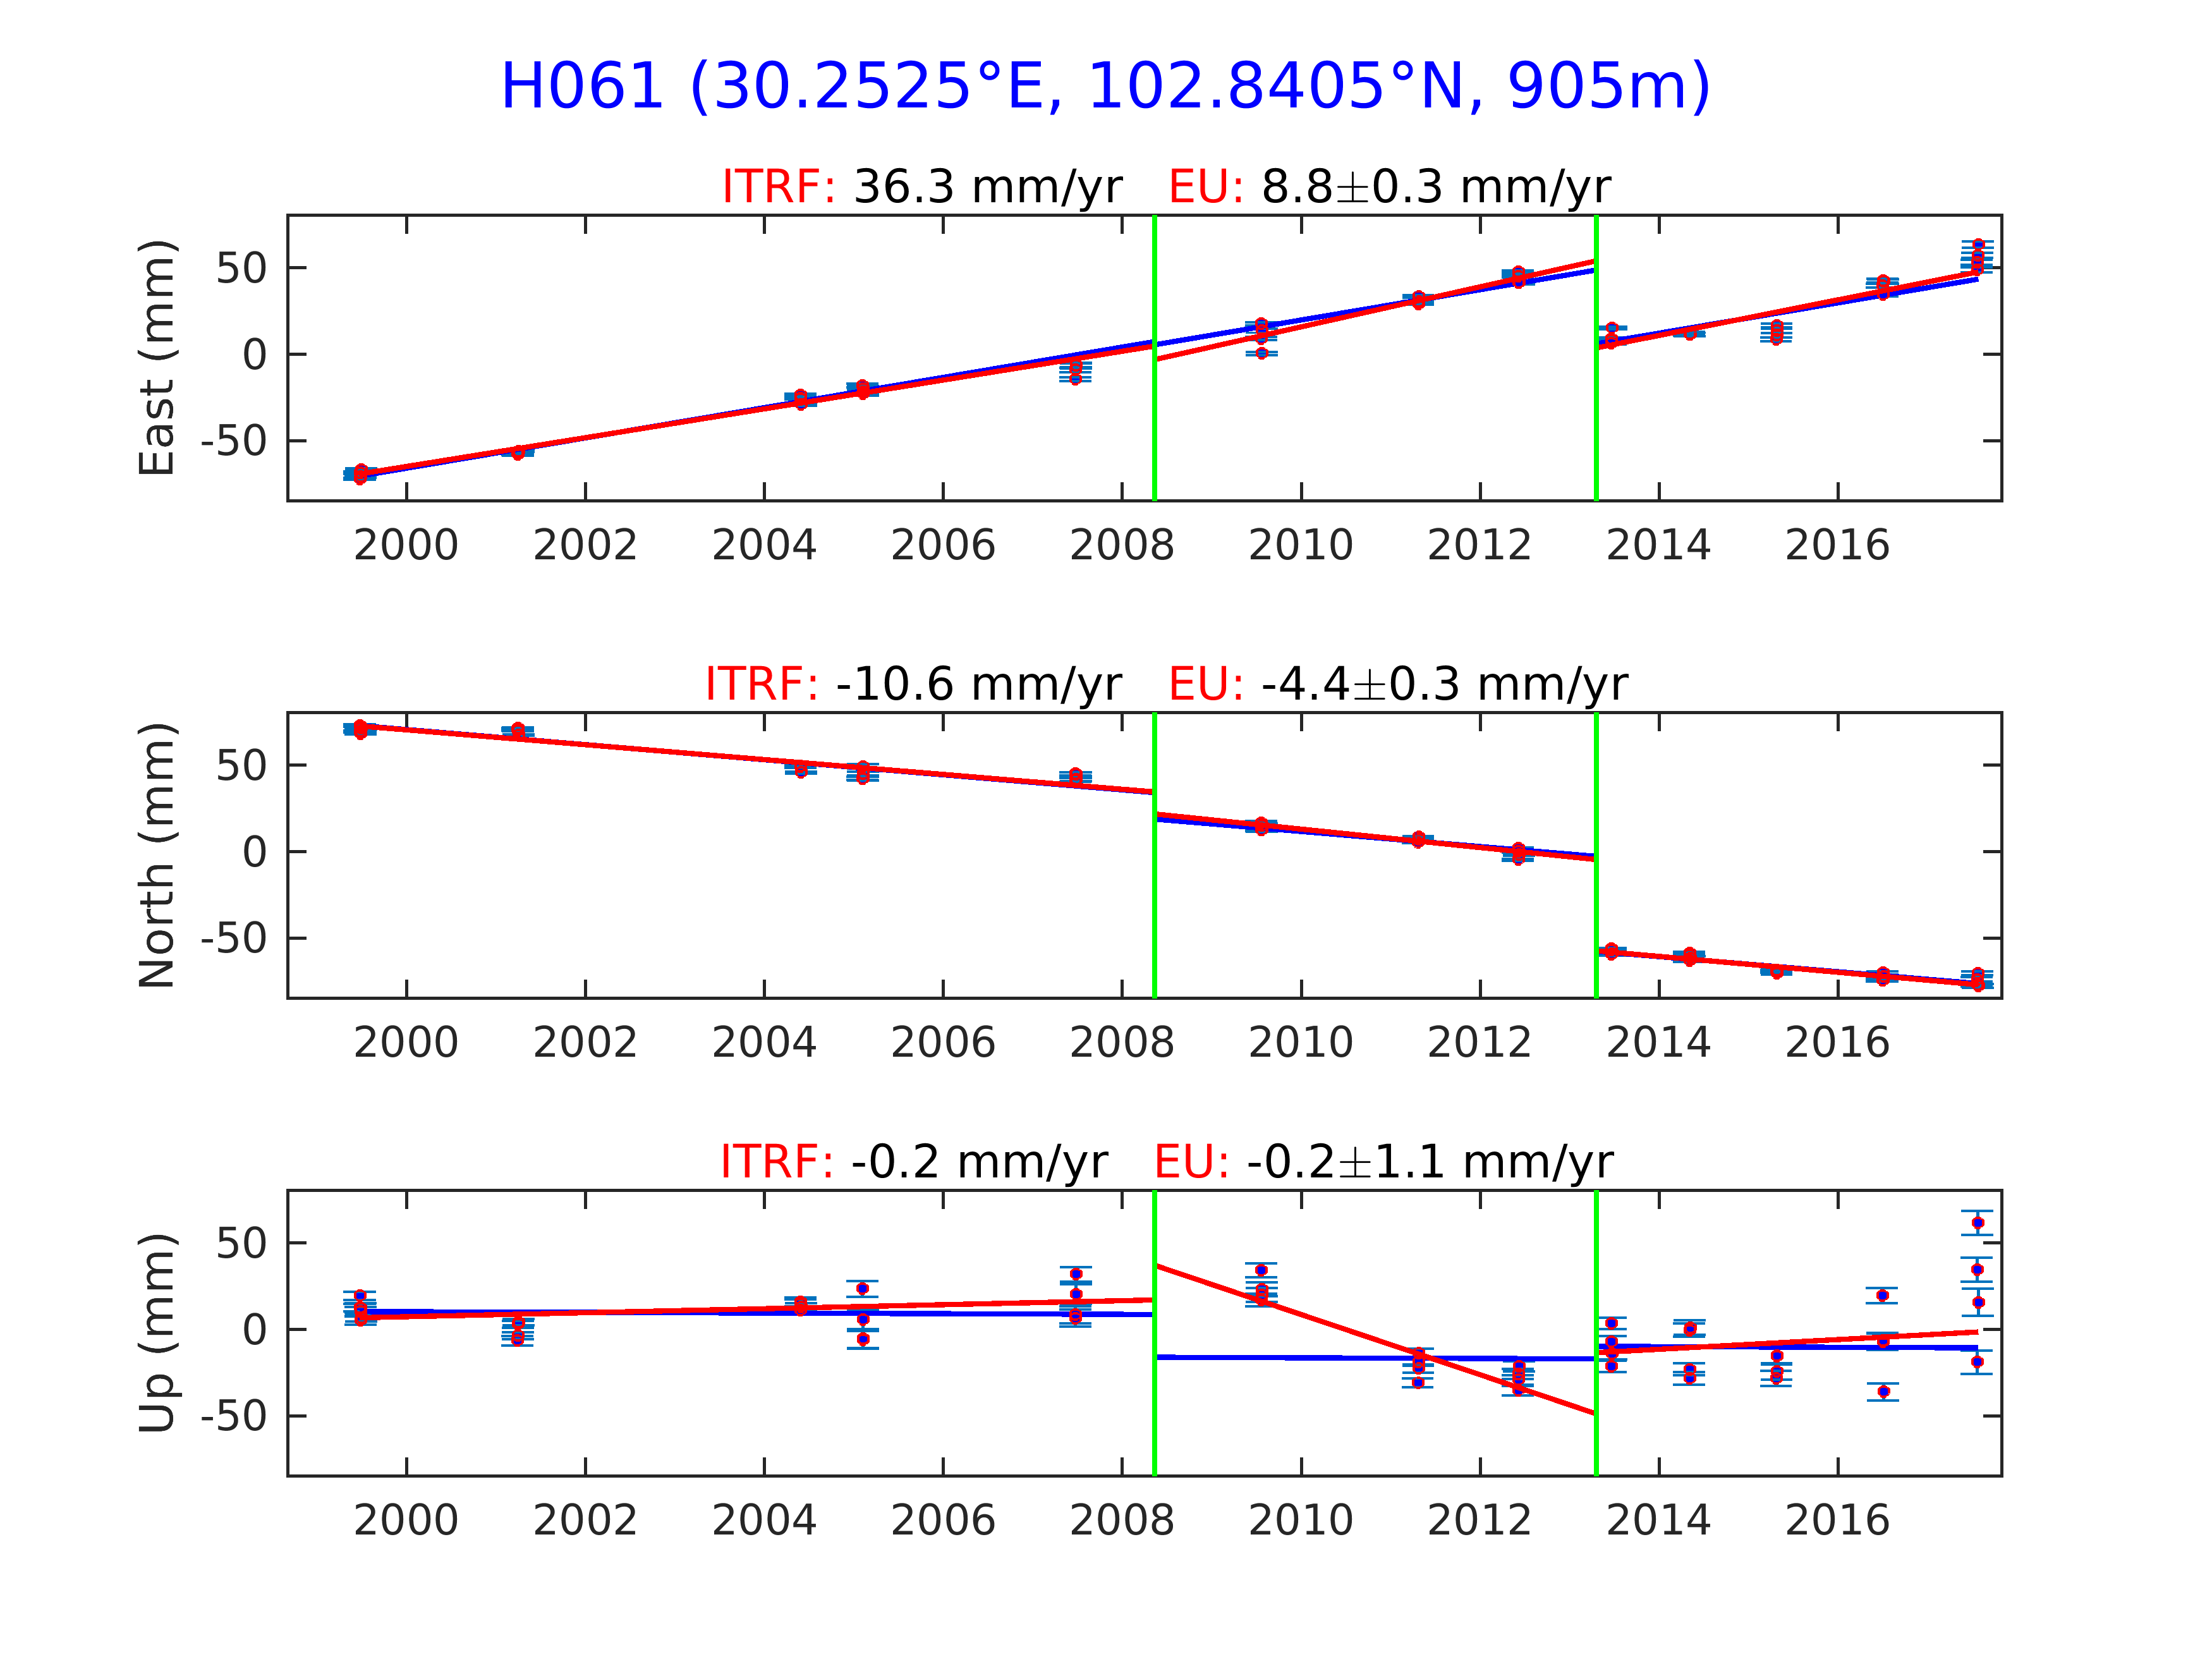 H061 (30.2525°E, 102.8405°N, 905m)
ITRF: 36.3 mm/yr EU: 8.8±0.3 mm/yr
East (mm)
50
0
-50
2000 2002 2004 2006 2008 2010 2012 2014 2016
ITRF: -10.6 mm/yr EU: -4.4±0.3 mm/yr
North (mm)
50
0
-50
2000 2002 2004 2006 2008 2010 2012 2014 2016
ITRF: -0.2 mm/yr EU: -0.2±1.1 mm/yr
Up (mm)
50
0
-50
2000 2002 2004 2006 2008 2010 2012 2014 2016